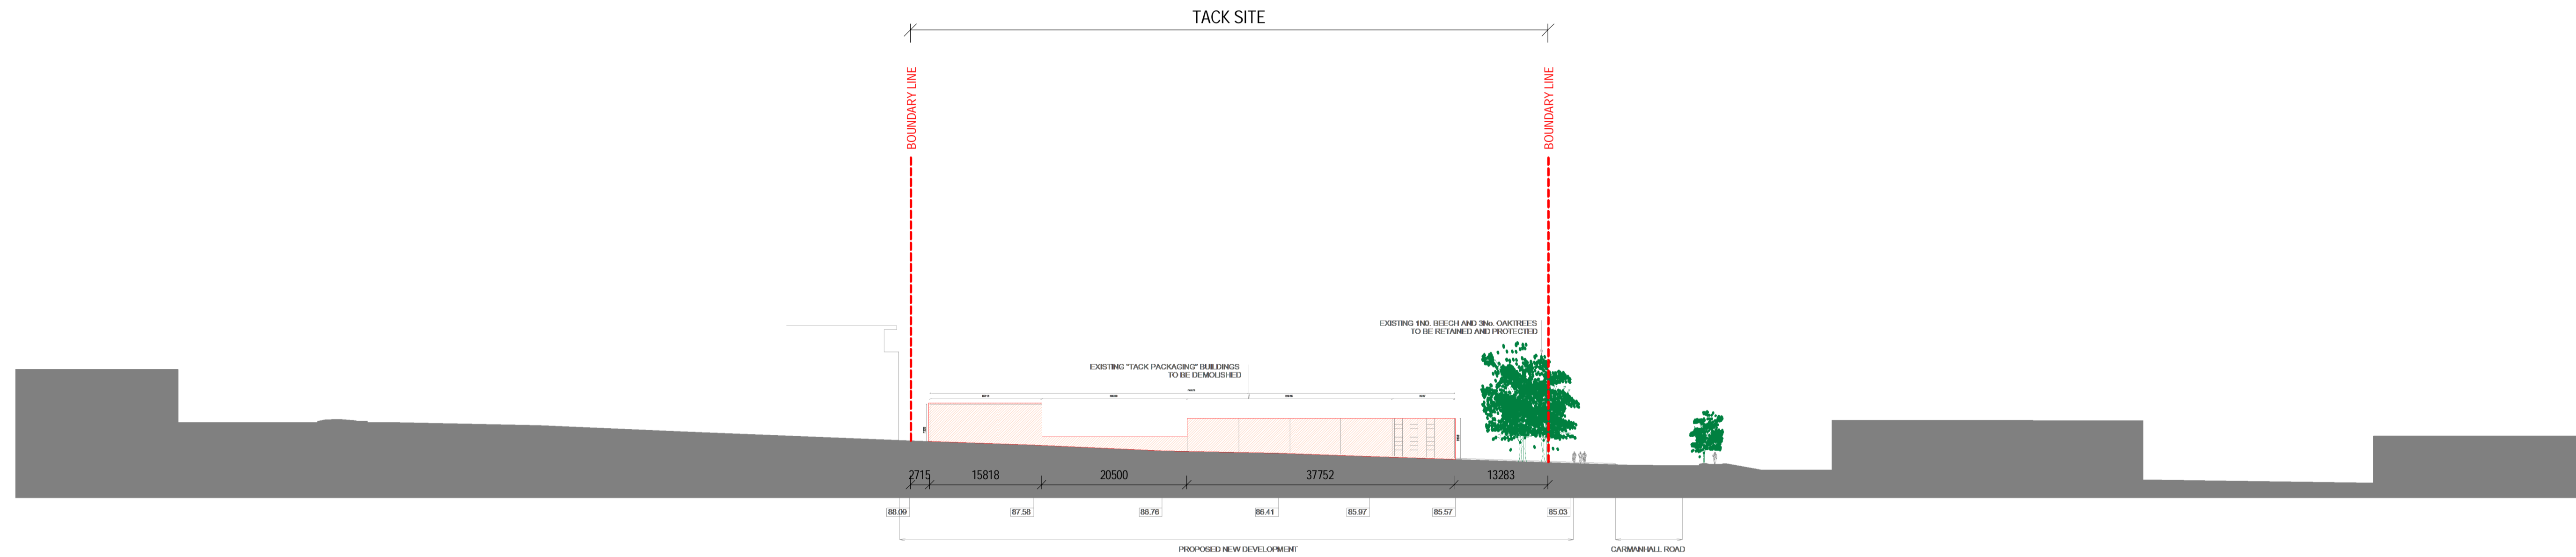 TACK SITE
BOUNDARY LINE
BOUNDARY LINE
EXISTING 1N0. BEECH AND 3No. OAKTREES
TO BE RETAINED AND PROTECTED
EXISTING "TACK PACKAGING" BUILDINGS
TO BE DEMOLISHED
2715 15818 20500 37752 13283
88.09 87.58 86.76 86.41 85.97 85.57 85.03
PROPOSED NEW DEVELOPMENT
CARMANHALL ROAD